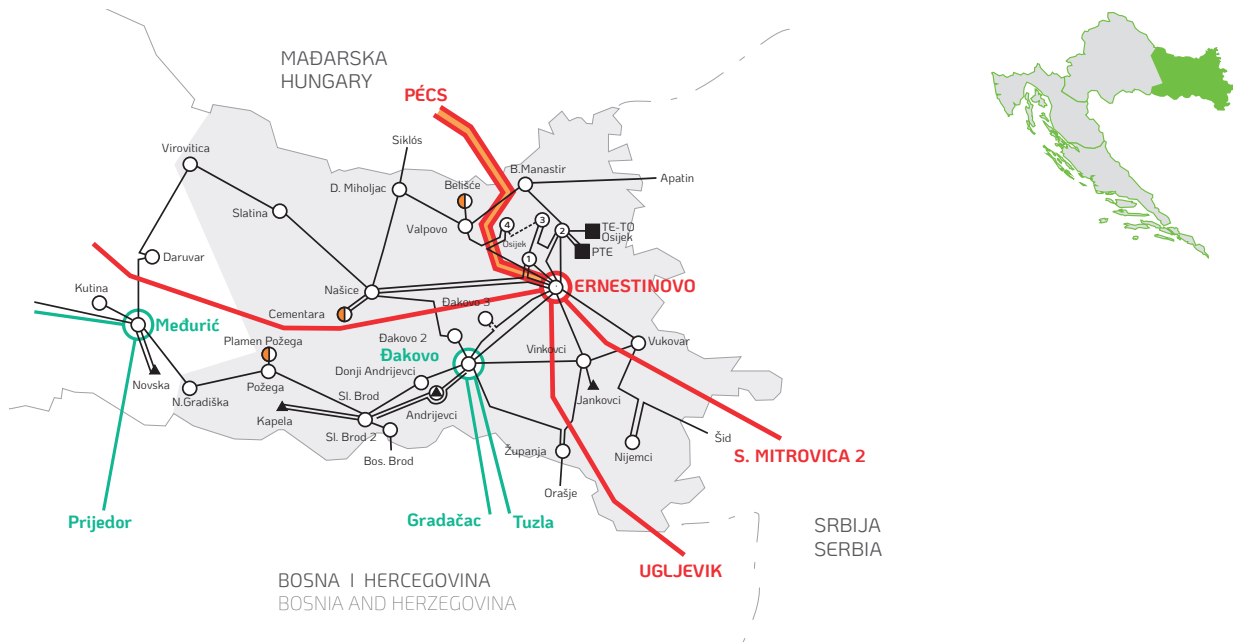 MAĐARSKA
HUNGARY
PÉCS
Siklós
Virovitica
B.Manastir
Apatin
D. Miholjac
Belišće
Slatina
Valpovo
4
3
2
1
Osijek
TE-TO
Osijek
PTE
Daruvar
Kutina
Našice
ERNESTINOVO
Cementara
Đakovo 3
Međurić
Đakovo 2
Plamen Požega
Đakovo
Vinkovci
Vukovar
Donji Andrijevci
Novska
Požega
N.Gradiška
Sl. Brod
Kapela
Andrijevci
Jankovci
Sl. Brod 2
Bos. Brod
Županja
Nijemci
Šid
S. MITROVICA 2
Orašje
Prijedor
Gradačac
Tuzla
SRBIJA
SERBIA
UGLJEVIK
BOSNA I HERCEGOVINA
BOSNIA AND HERZEGOVINA